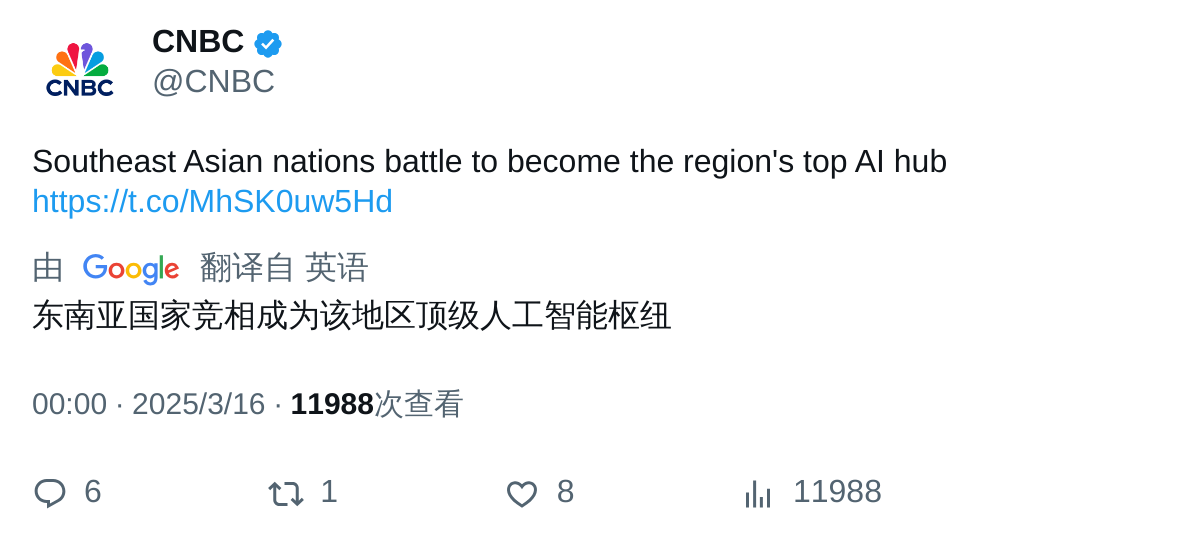 CNBC
CNBC
@CNBC
Southeast Asian nations battle to become the region's top AI hub
https://t.co/MhSK0uw5Hd
由 Google 翻译自 英语
东南亚国家竞相成为该地区顶级人工智能枢纽
00:00 · 2025/3/16 · 11988次查看
6 1 8 11988